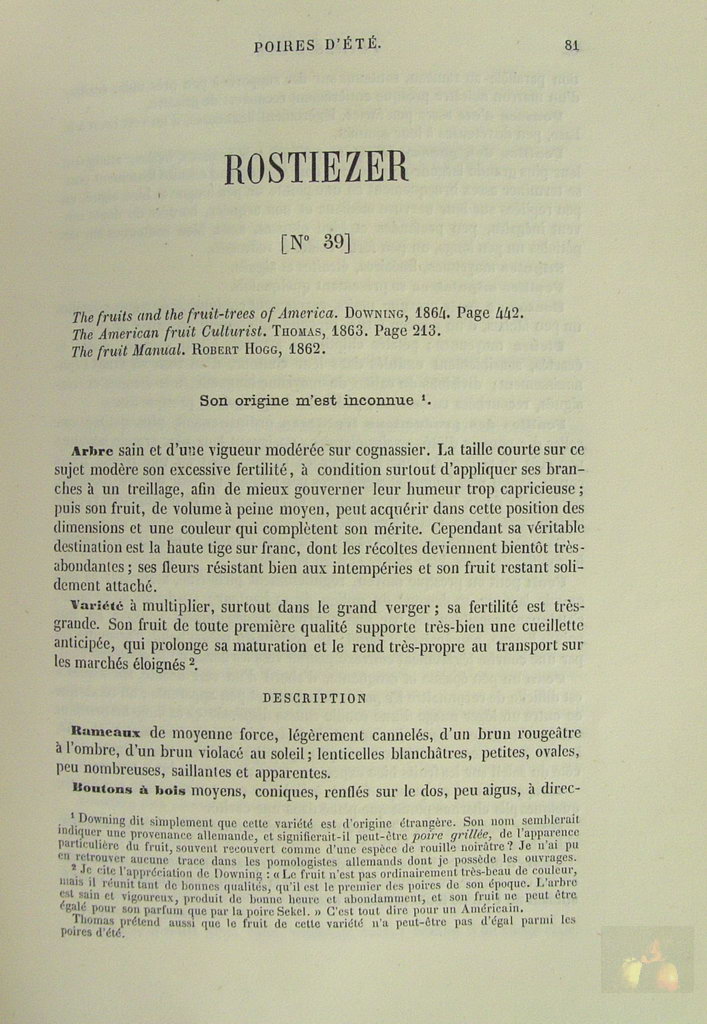 POIRES D'ÉTÉ. 81
ROSTIEZER
[N° 39]
The fruits and the fruit-trees of America. DOWNING, 1864. Page 442.
The American fruit Culturist. THOMAS, 1863. Page 213.
The fruit Manual. ROBERT HOGG, 1862.
Son origine m'est inconnue ¹.
Arbre sain et d'une vigueur modérée sur cognassier. La taille courte sur ce
sujet modère son excessive fertilité, à condition surtout d'appliquer ses bran-
ches à un treillage, afin de mieux gouverner leur humeur trop capricieuse;
puis son fruit, de volume à peine moyen, peut acquérir dans cette position des
dimensions et une couleur qui complètent son mérite. Cependant sa véritable
destination est la haute tige sur franc, dont les récoltes deviennent bientôt très-
abondantes; ses fleurs résistant bien aux intempéries et son fruit restant soli-
dement attaché.
Variété à multiplier, surtout dans le grand verger; sa fertilité est très-
grande. Son fruit de toute première qualité supporte très-bien une cueillette
anticipée, qui prolonge sa maturation et le rend très-propre au transport sur
les marchés éloignés ².
DESCRIPTION
Rameaux de moyenne force, légèrement cannelés, d'un brun rougeâtre
à l'ombre, d'un brun violacé au soleil; lenticelles blanchâtres, petites, ovales,
peu nombreuses, saillantes et apparentes.
Boutons à bois moyens, coniques, renflés sur le dos, peu aigus, à direc-
¹ Downing dit simplement que cette variété est d'origine étrangère. Son nom semblerait
indiquer une provenance allemande, et signifierait-il peut-être poire grillée, de l'apparence
particulière du fruit, souvent recouvert comme d'une espèce de rouille noirâtre? Je n'ai pu
en retrouver aucune trace dans les pomologistes allemands dont je possède les ouvrages.
² Je cite l'appréciation de Downing : « Le fruit n'est pas ordinairement très-beau de couleur,
mais il réunit tant de bonnes qualités, qu'il est le premier des poires de son époque. L'arbre
est sain et vigoureux, produit de bonne heure et abondamment, et son fruit ne peut être
égalé pour son parfum que par la poire Sekel. » C'est tout dire pour un Américain.
Thomas prétend aussi que le fruit de cette variété n'a peut-être pas d'égal parmi les
poires d'été.